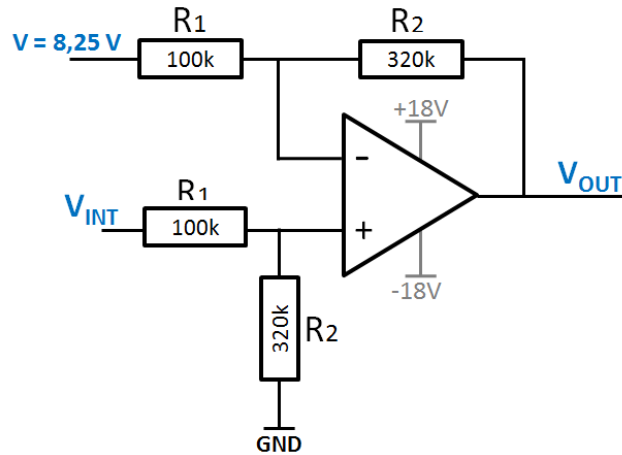 R1
R2
V = 8,25 V
100k
320k
+18V
-
VOUT
R1
VINT
100k
+
-18V
320k
R2
GND